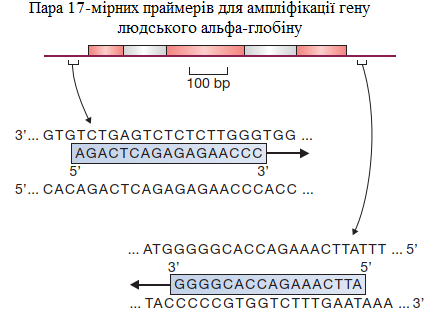 Пара 17-мірних праймерів для ампліфікації гену
людського альфа-глобіну
100 bp
3’... GTGTCTGAGTCTCTCTTGGGTGG ...
AGACTCAGAGAGAACCC
5’ 3’
5’... CACAGACTCAGAGAGAACCCACC ...
... ATGGGGGCACCAGAAACTTATTT ... 5’
3’ 5’
GGGGCACCAGAAACTTA
... TACCCCCGTGGTCTTTGAATAAA ... 3’